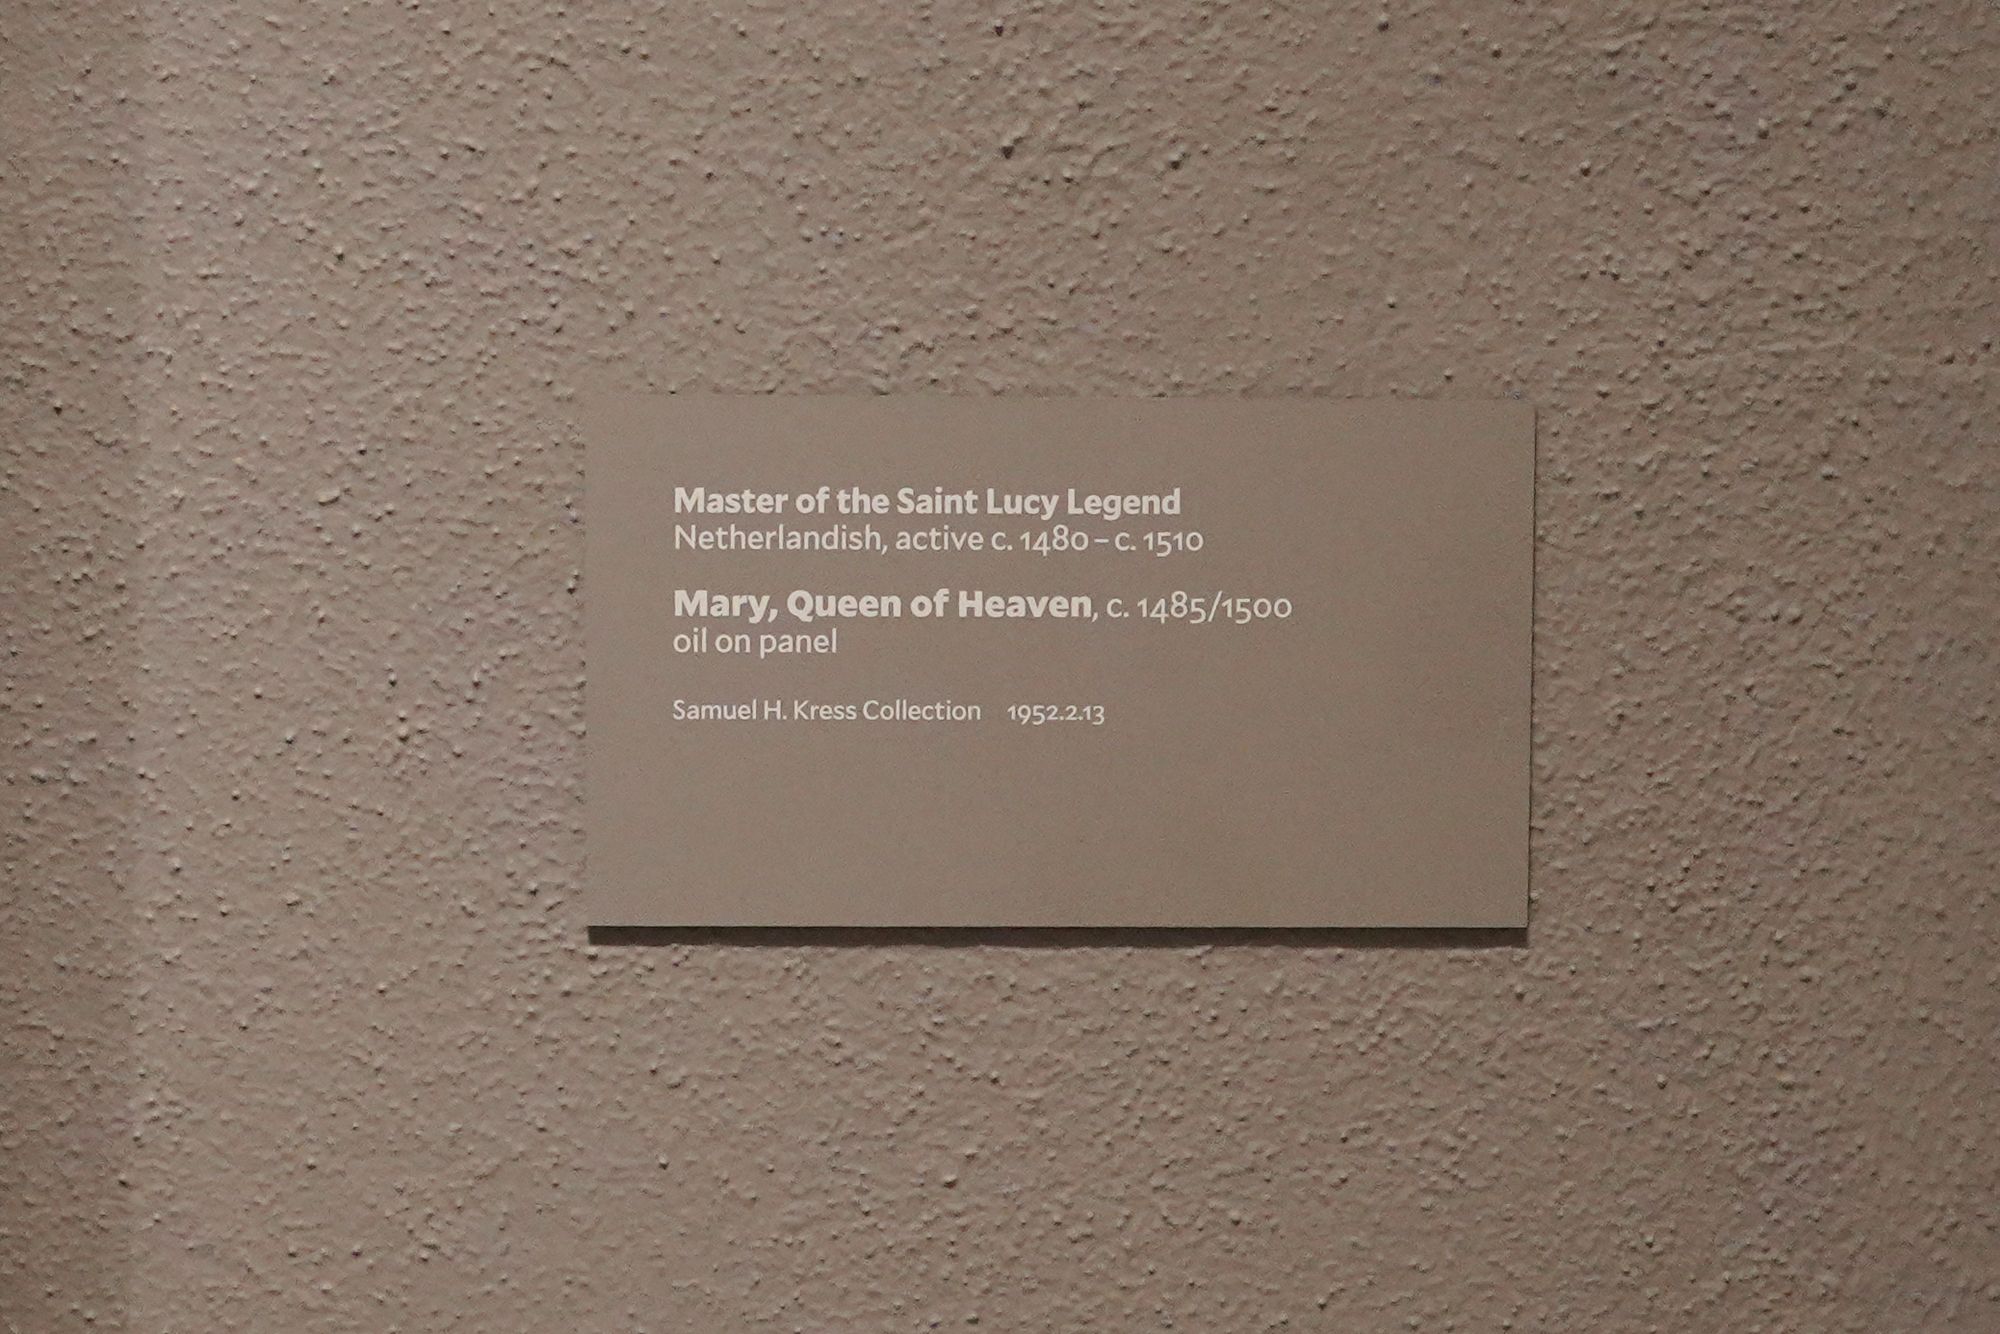 Master of the Saint Lucy Legend
Netherlandish, active c. 1480 – c. 1510
Mary, Queen of Heaven, c. 1485/1500
oil on panel
Samuel H. Kress Collection 1952.2.13